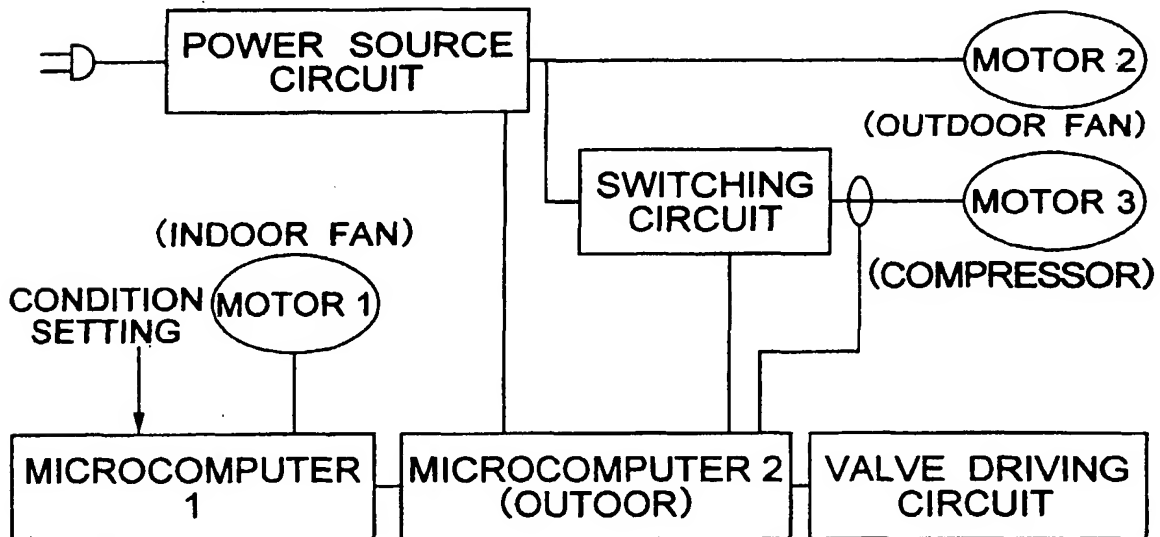 POWER SOURCE
CIRCUIT
MOTOR 2
(OUTDOOR FAN)
SWITCHING
CIRCUIT
MOTOR 3
(COMPRESSOR)
(INDOOR FAN)
MOTOR 1
CONDITION
SETTING
MICROCOMPUTER
1
MICROCOMPUTER 2
(OUTOOR)
VALVE DRIVING
CIRCUIT